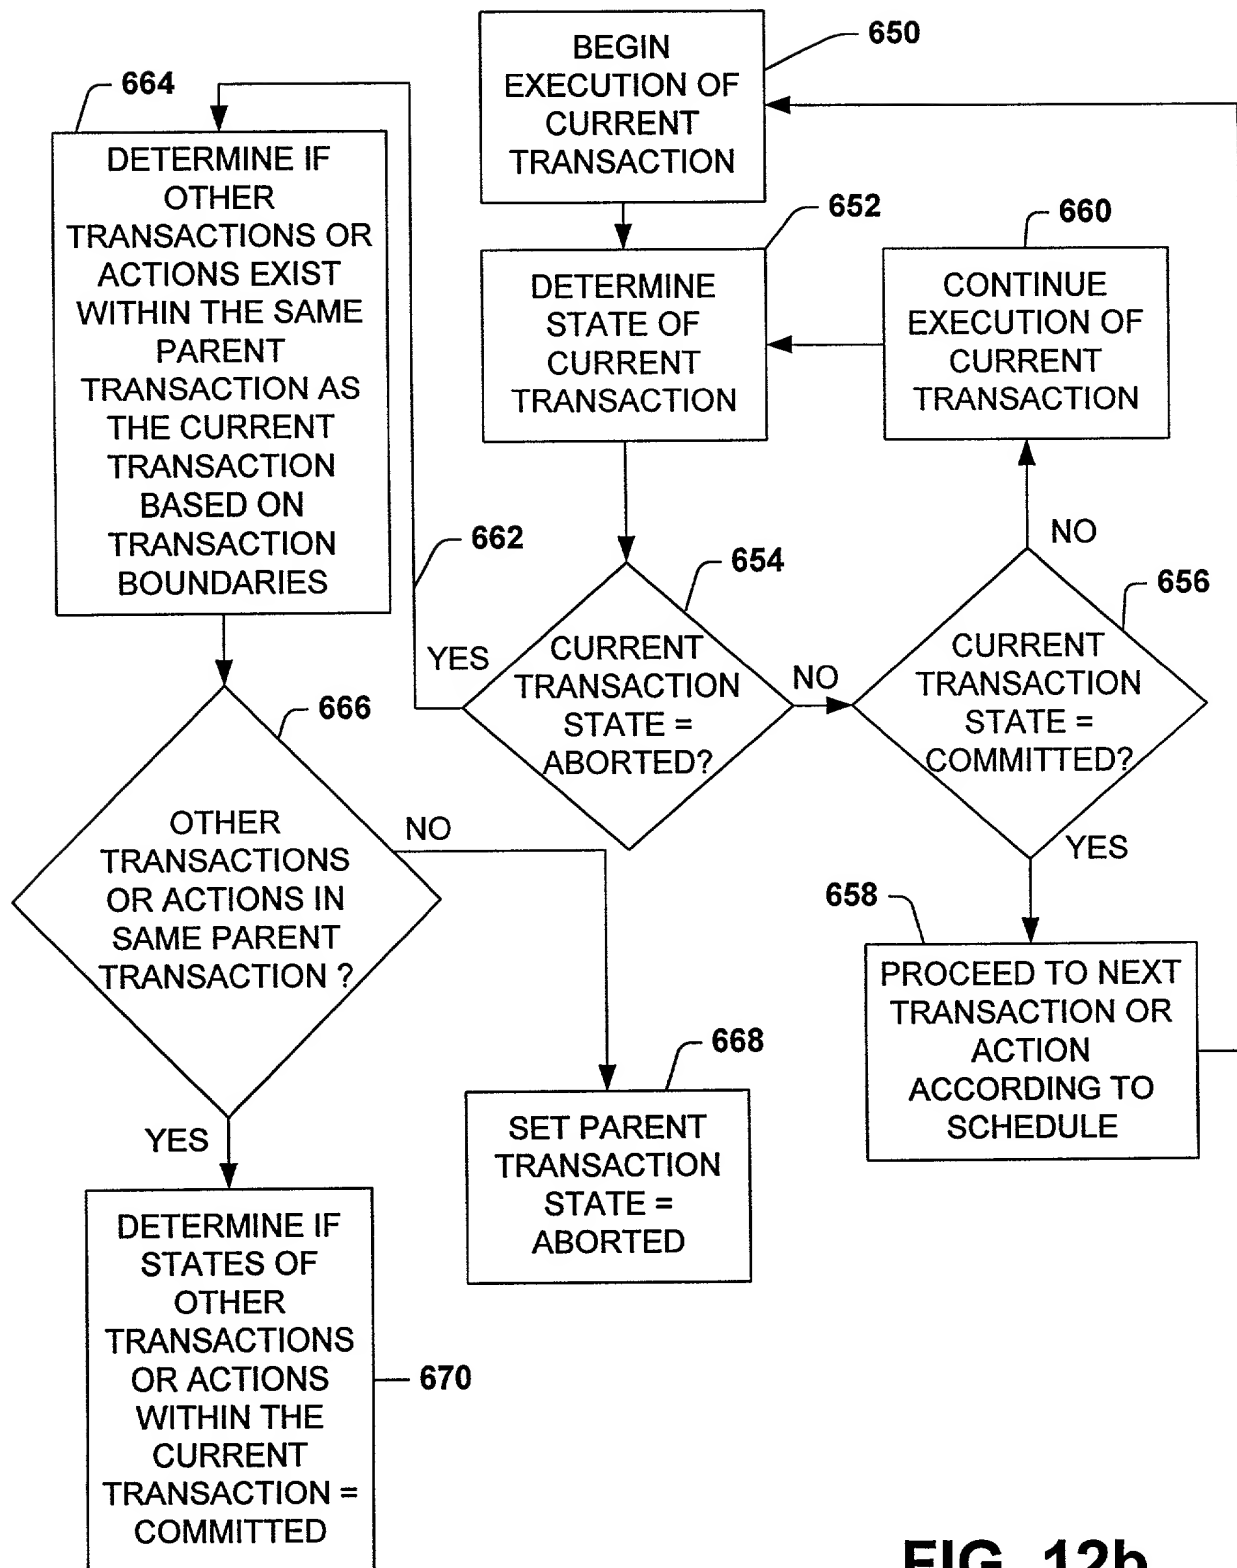 650
BEGIN
EXECUTION OF
CURRENT
TRANSACTION
664
DETERMINE IF
OTHER
TRANSACTIONS OR
ACTIONS EXIST
WITHIN THE SAME
PARENT
TRANSACTION AS
THE CURRENT
TRANSACTION
BASED ON
TRANSACTION
BOUNDARIES
652
DETERMINE
STATE OF
CURRENT
TRANSACTION
660
CONTINUE
EXECUTION OF
CURRENT
TRANSACTION
662
654
YES
CURRENT
TRANSACTION
STATE =
ABORTED?
NO
NO
656
CURRENT
TRANSACTION
STATE =
COMMITTED?
YES
666
OTHER
TRANSACTIONS
OR ACTIONS IN
SAME PARENT
TRANSACTION ?
NO
YES
658
PROCEED TO NEXT
TRANSACTION OR
ACTION
ACCORDING TO
SCHEDULE
668
SET PARENT
TRANSACTION
STATE =
ABORTED
DETERMINE IF
STATES OF
OTHER
TRANSACTIONS
OR ACTIONS
WITHIN THE
CURRENT
TRANSACTION =
COMMITTED
670
FIG. 12b